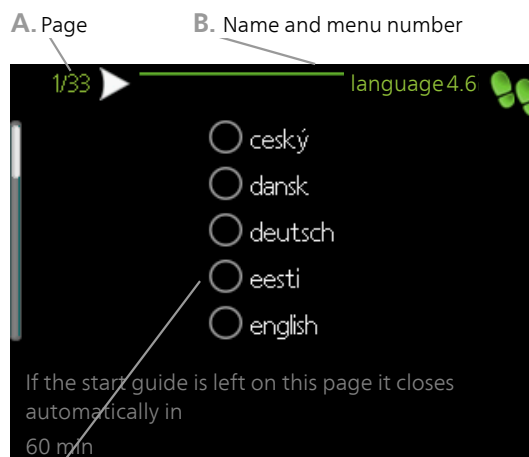 A. Page
B. Name and menu number
1/33
language 4.6
ceský
dansk
deutsch
eesti
english
If the start guide is left on this page it closes
automatically in
60 min